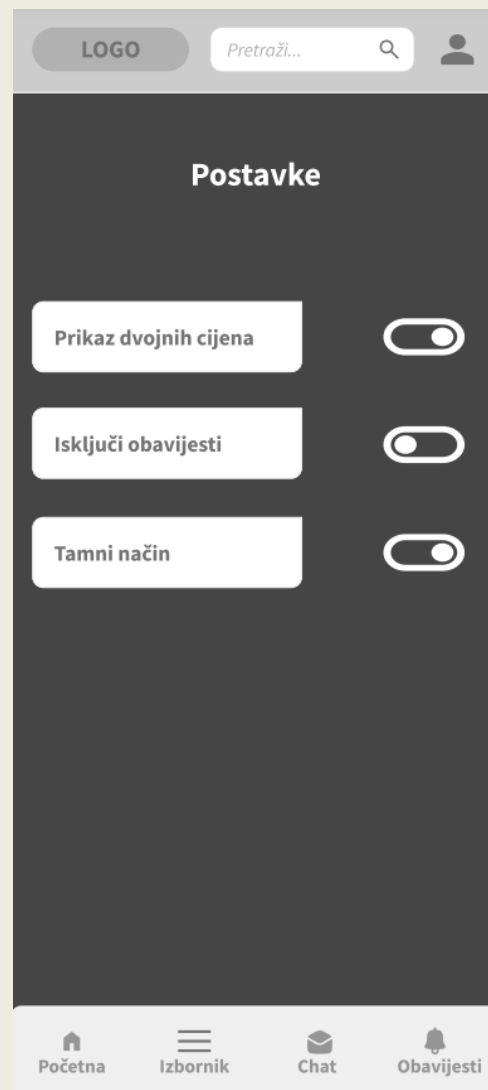 LOGO
Pretraži...
Postavke
Prikaz dvojnih cijena
Isključi obavijesti
Tamni način
Početna
Izbornik
Chat
Obavijesti